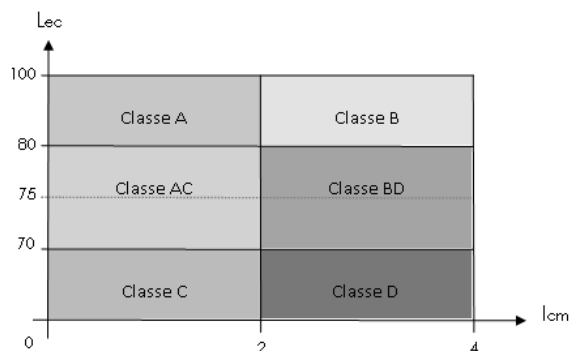 Lec
100
Classe A
Classe B
80
Classe AC
Classe BD
75
70
Classe C
Classe D
Icm
0
2
4